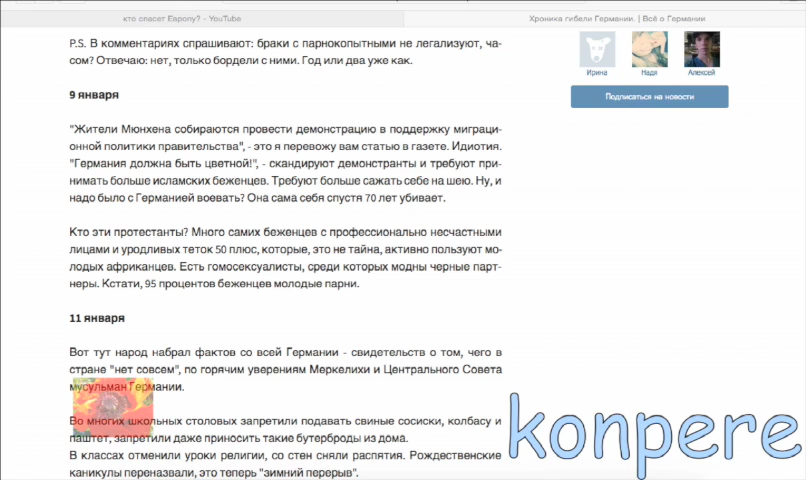 кто спасет Европу? - YouTube
Хроника гибели Германии. | Всё о Германии
P.S. В комментариях спрашивают: браки с парнокопытными не легализуют, ча-
сом? Отвечаю: нет, только бордели с ними. Год или два уже как.
Ирина
Надя
Алексей
Подписаться на новости
9 января
"Жители Мюнхена собираются провести демонстрацию в поддержку миграци-
онной политики правительства", - это я перевожу вам статью в газете. Идиотия.
"Германия должна быть цветной!", - скандируют демонстранты и требуют при-
нимать больше исламских беженцев. Требуют больше сажать себе на шею. Ну, и
надо было с Германией воевать? Она сама себя спустя 70 лет убивает.
Кто эти протестанты? Много самих беженцев с профессионально несчастными
лицами и уродливых теток 50 плюс, которые, это не тайна, активно пользуют мо-
лодых африканцев. Есть гомосексуалисты, среди которых модны черные парт-
неры. Кстати, 95 процентов беженцев молодые парни.
11 января
Вот тут народ набрал фактов со всей Германии - свидетельств о том, чего в
стране "нет совсем", по горячим уверениям Меркелихи и Центрального Совета
мусульман Германии.
Во многих школьных столовых запретили подавать свиные сосиски, колбасу и
паштет, запретили даже приносить такие бутерброды из дома.
В классах отменили уроки религии, со стен сняли распятия. Рождественские
каникулы переназвали, это теперь "зимний перерыв".
konpere